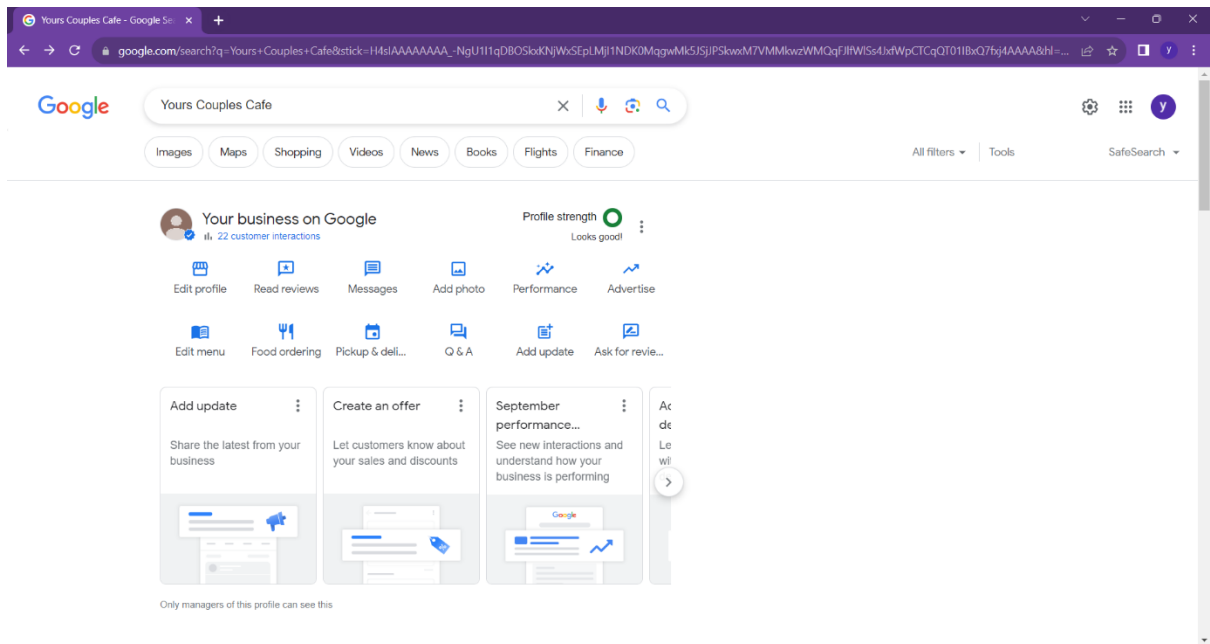 Yours Couples Cafe - Google Se
google.com/search?q=Yours+Couples+Cafe&stick=
y
Google
Yours Couples Cafe
y
Images Maps Shopping Videos News Books Flights Finance All filters Tools SafeSearch
Your business on Google
22 customer interactions
Profile strength
Looks good!
Edit profile Read reviews Messages Add photo Performance Advertise
Edit menu Food ordering Pickup & deli... Q & A Add update Ask for revie...
Add update
Share the latest from your
business
Create an offer
Let customers know about
your sales and discounts
September
performance...
See new interactions and
understand how your
business is performing
Google
Ac
de
Le
wi
Only managers of this profile can see this